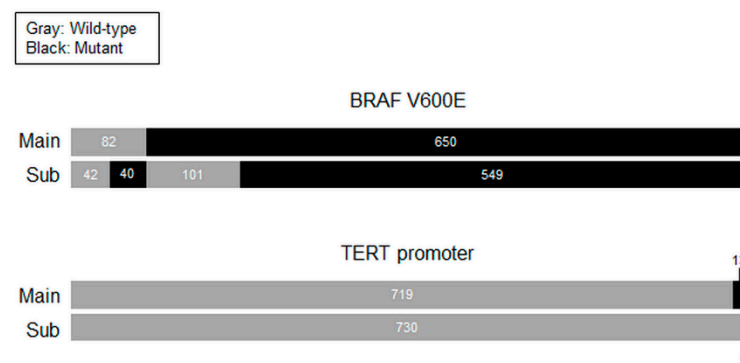 Gray: Wild-type
Black: Mutant
BRAF V600E
Main 82 650
Sub 42 40 101 549
TERT promoter
Main 719
Sub 730